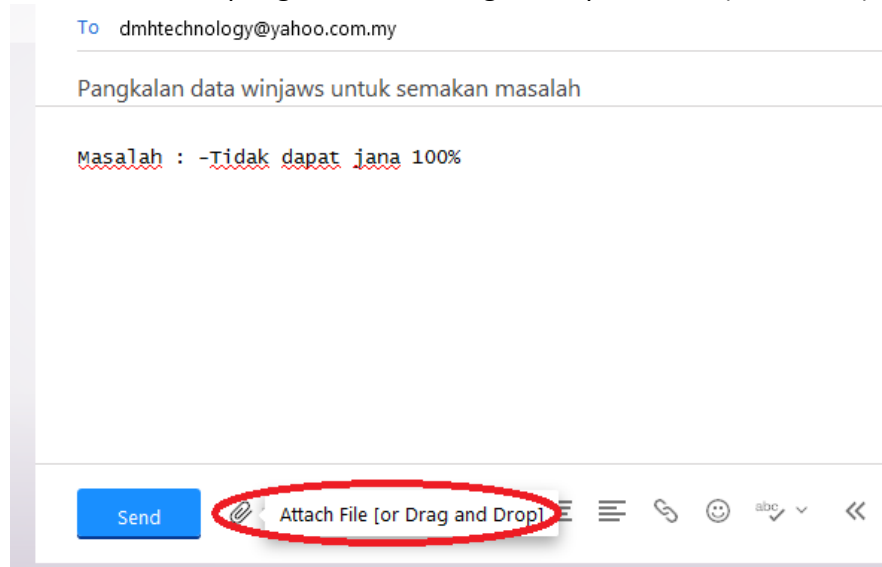 To dmhtechnology@yahoo.com.my
Pangkalan data winjaws untuk semakan masalah
Masalah : -Tidak dapat jana 100%
Send Attach File [or Drag and Drop] abc